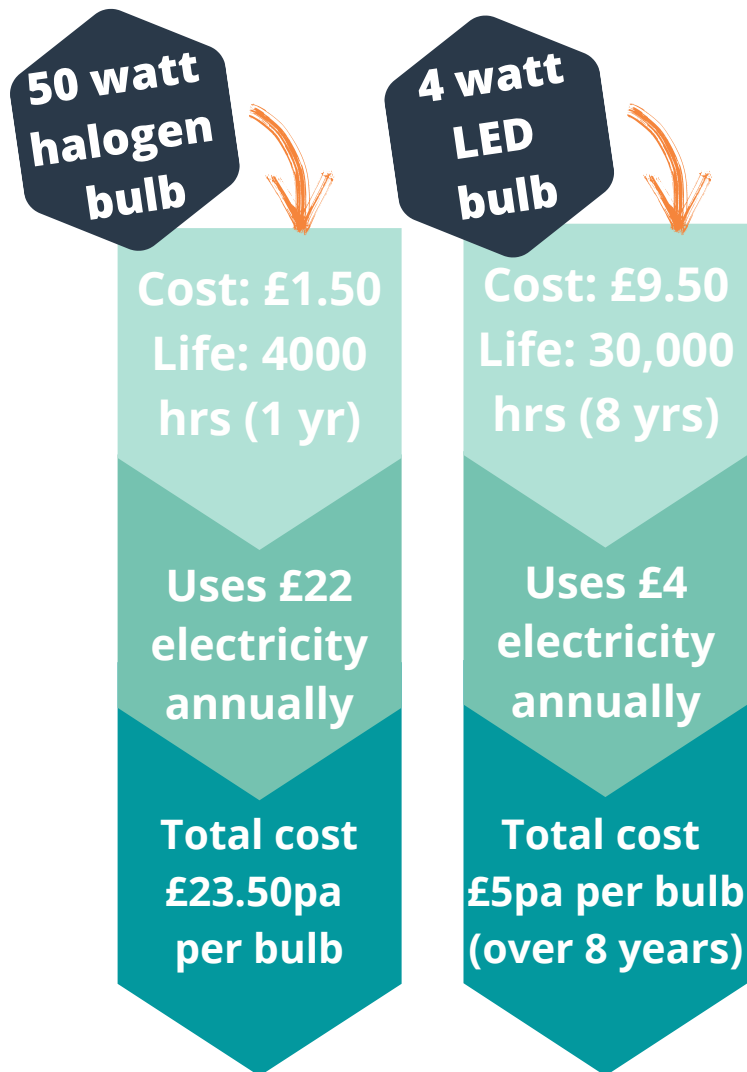 50 watt
halogen
bulb
Cost: £1.50
Life: 4000
hrs (1 yr)
Uses £22
electricity
annually
Total cost
£23.50pa
per bulb
4 watt
LED
bulb
Cost: £9.50
Life: 30,000
hrs (8 yrs)
Uses £4
electricity
annually
Total cost
£5pa per bulb
(over 8 years)